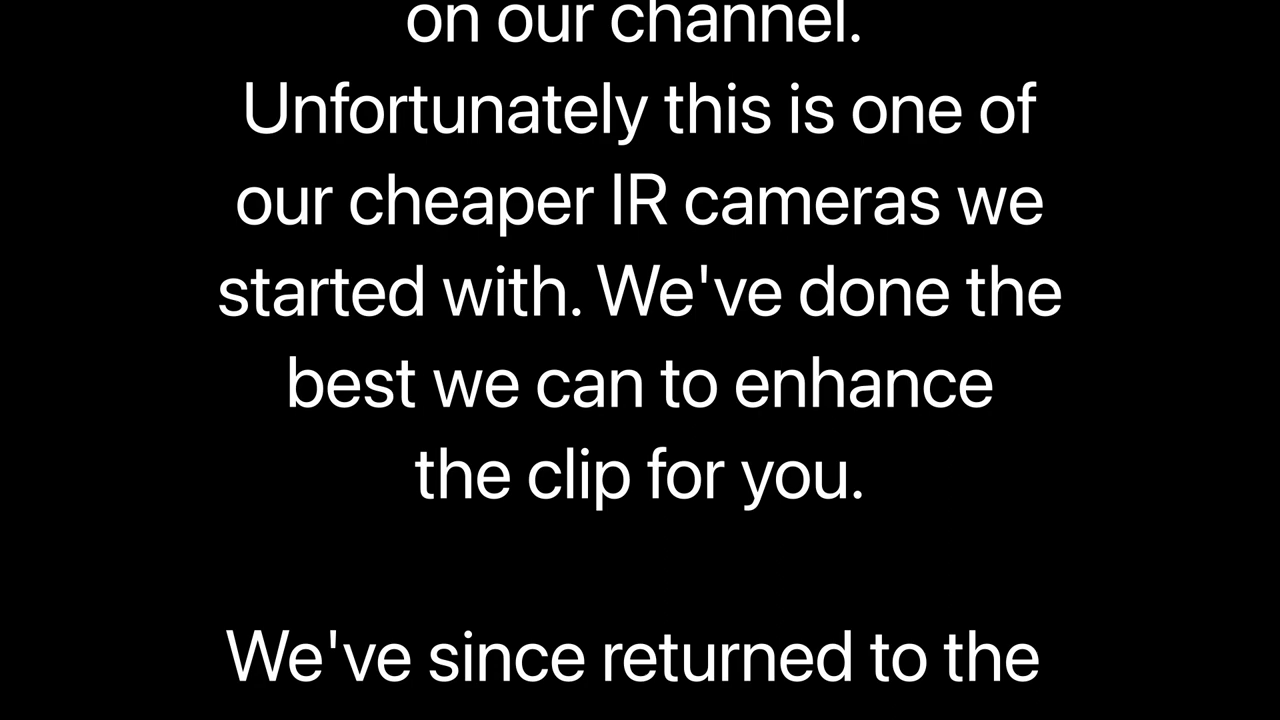 on our channel.
Unfortunately this is one of
our cheaper IR cameras we
started with. We've done the
best we can to enhance
the clip for you.
We've since returned to the